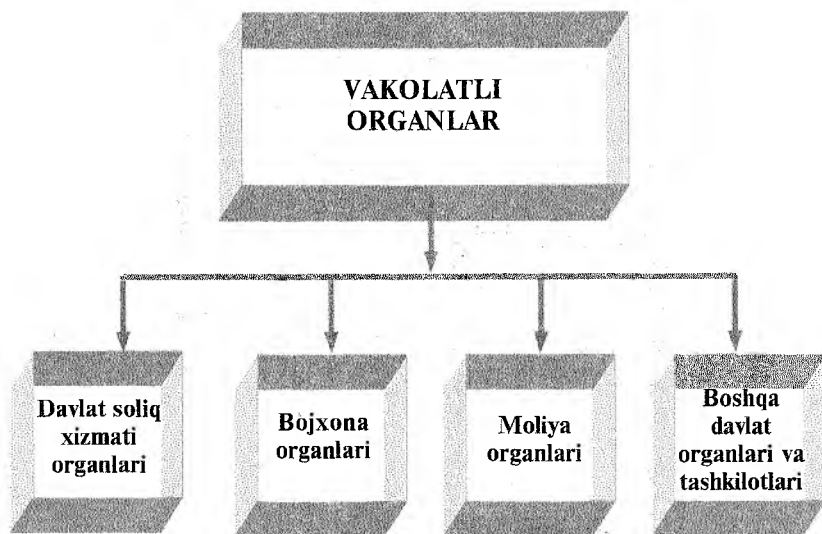 VAKOLATLI
ORGANLAR
Davlat soliq
xizmati
organlari
Bojxona
organlari
Moliya
organlari
Boshqa
davlat
organlari va
tashkilotlari